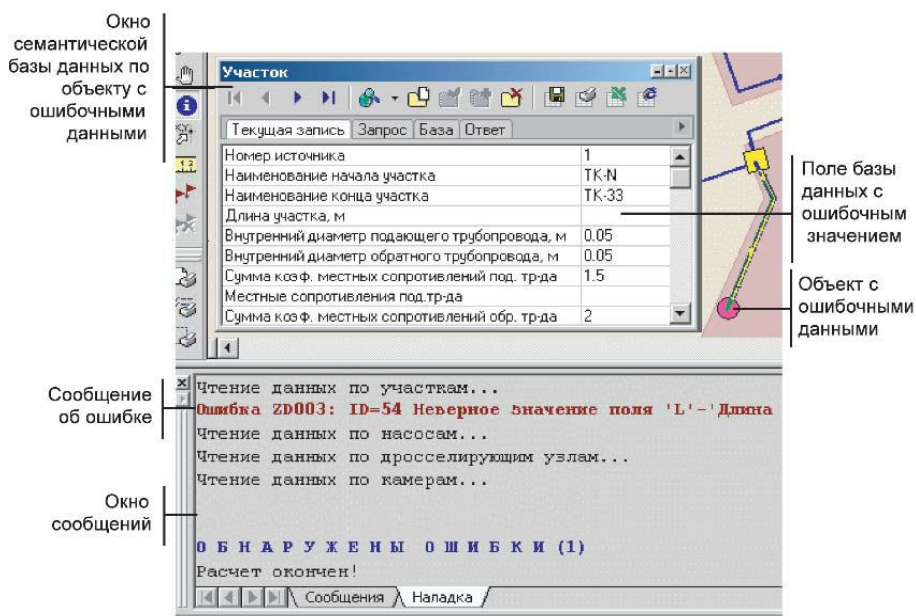 Окно
семантической
базы данных по
объекту с
ошибочными
данными
Участок
Текущая запись Запрос База Ответ
Номер источника 1
Наименование начала участка ТК-N
Наименование конца участка ТК-33
Длина участка, м
Внутренний диаметр подающего трубопровода, м 0.05
Внутренний диаметр обратного трубопровода, м 0.05
Сумма коэф. местных сопротивлений под. тр-да 1.5
Местные сопротивления под.тр-да
Сумма коэф. местных сопротивлений обр. тр-да 2
Поле базы
данных с
ошибочным
значением
Объект с
ошибочными
данными
Сообщение
об ошибке
Окно
сообщений
Чтение данных по участкам...
Ошибка ZD003: ID=54 Неверное значение поля 'L'-'Длина
Чтение данных по насосам...
Чтение данных по дросселирующим узлам...
Чтение данных по камерам...
О Б Н А Р У Ж Е Н Ы О Ш И Б К И (1)
Расчет окончен!
Сообщения Наладка